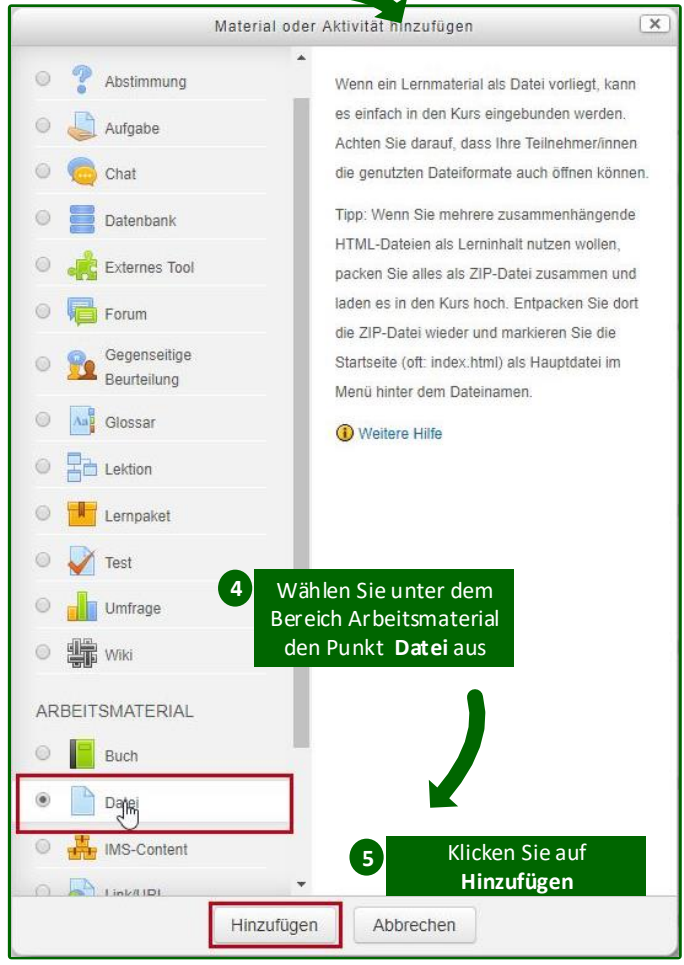 Material oder Aktivität hinzufügen
Abstimmung
Aufgabe
Chat
Datenbank
Externes Tool
Forum
Gegenseitige
Beurteilung
Glossar
Lektion
Lernpaket
Test
Umfrage
Wiki
ARBEITSMATERIAL
Buch
Datei
IMS-Content
Link/URL
Wenn ein Lernmaterial als Datei vorliegt, kann
es einfach in den Kurs eingebunden werden.
Achten Sie darauf, dass Ihre Teilnehmer/innen
die genutzten Dateiformate auch öffnen können.
Tipp: Wenn Sie mehrere zusammenhängende
HTML-Dateien als Lerninhalt nutzen wollen,
packen Sie alles als ZIP-Datei zusammen und
laden es in den Kurs hoch. Entpacken Sie dort
die ZIP-Datei wieder und markieren Sie die
Startseite (oft: index.html) als Hauptdatei im
Menü hinter dem Dateinamen.
Weitere Hilfe
4
Wählen Sie unter dem
Bereich Arbeitsmaterial
den Punkt Datei aus
5
Klicken Sie auf
Hinzufügen
Hinzufügen
Abbrechen